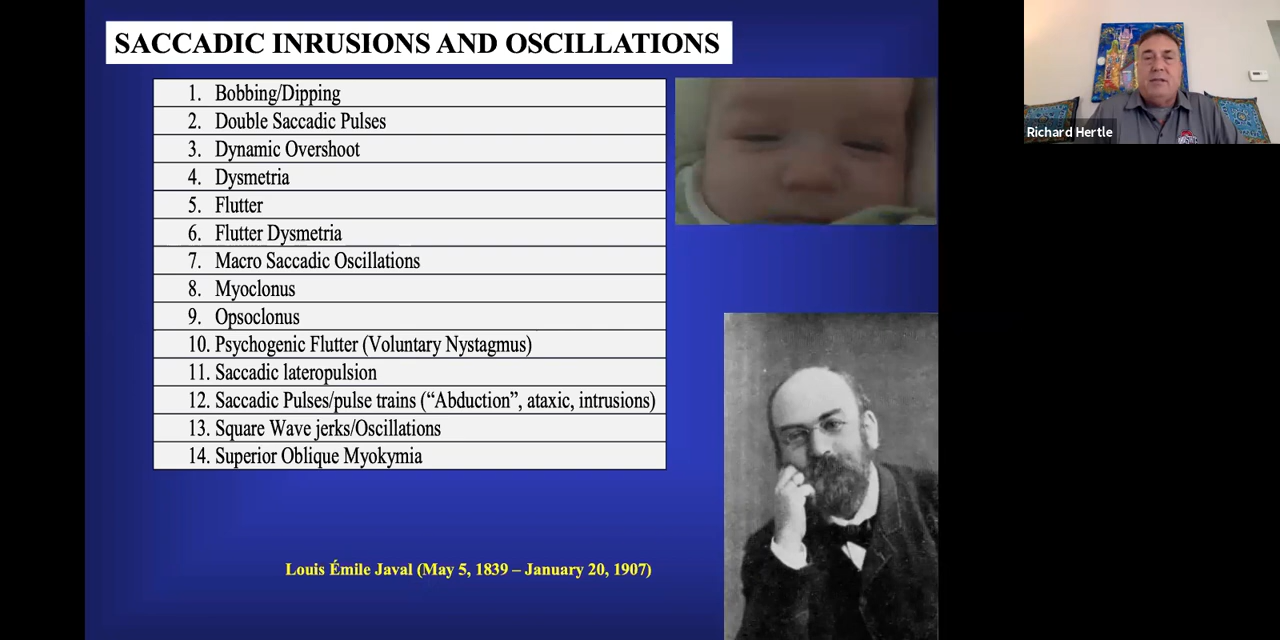 SACCADIC INRUSIONS AND OSCILLATIONS
1. Bobbing/Dipping
2. Double Saccadic Pulses
3. Dynamic Overshoot
4. Dysmetria
5. Flutter
6. Flutter Dysmetria
7. Macro Saccadic Oscillations
8. Myoclonus
9. Opsoclonus
10. Psychogenic Flutter (Voluntary Nystagmus)
11. Saccadic lateropulsion
12. Saccadic Pulses/pulse trains (“Abduction”, ataxic, intrusions)
13. Square Wave jerks/Oscillations
14. Superior Oblique Myokymia
Louis Émile Javal (May 5, 1839 – January 20, 1907)
Richard Hertle